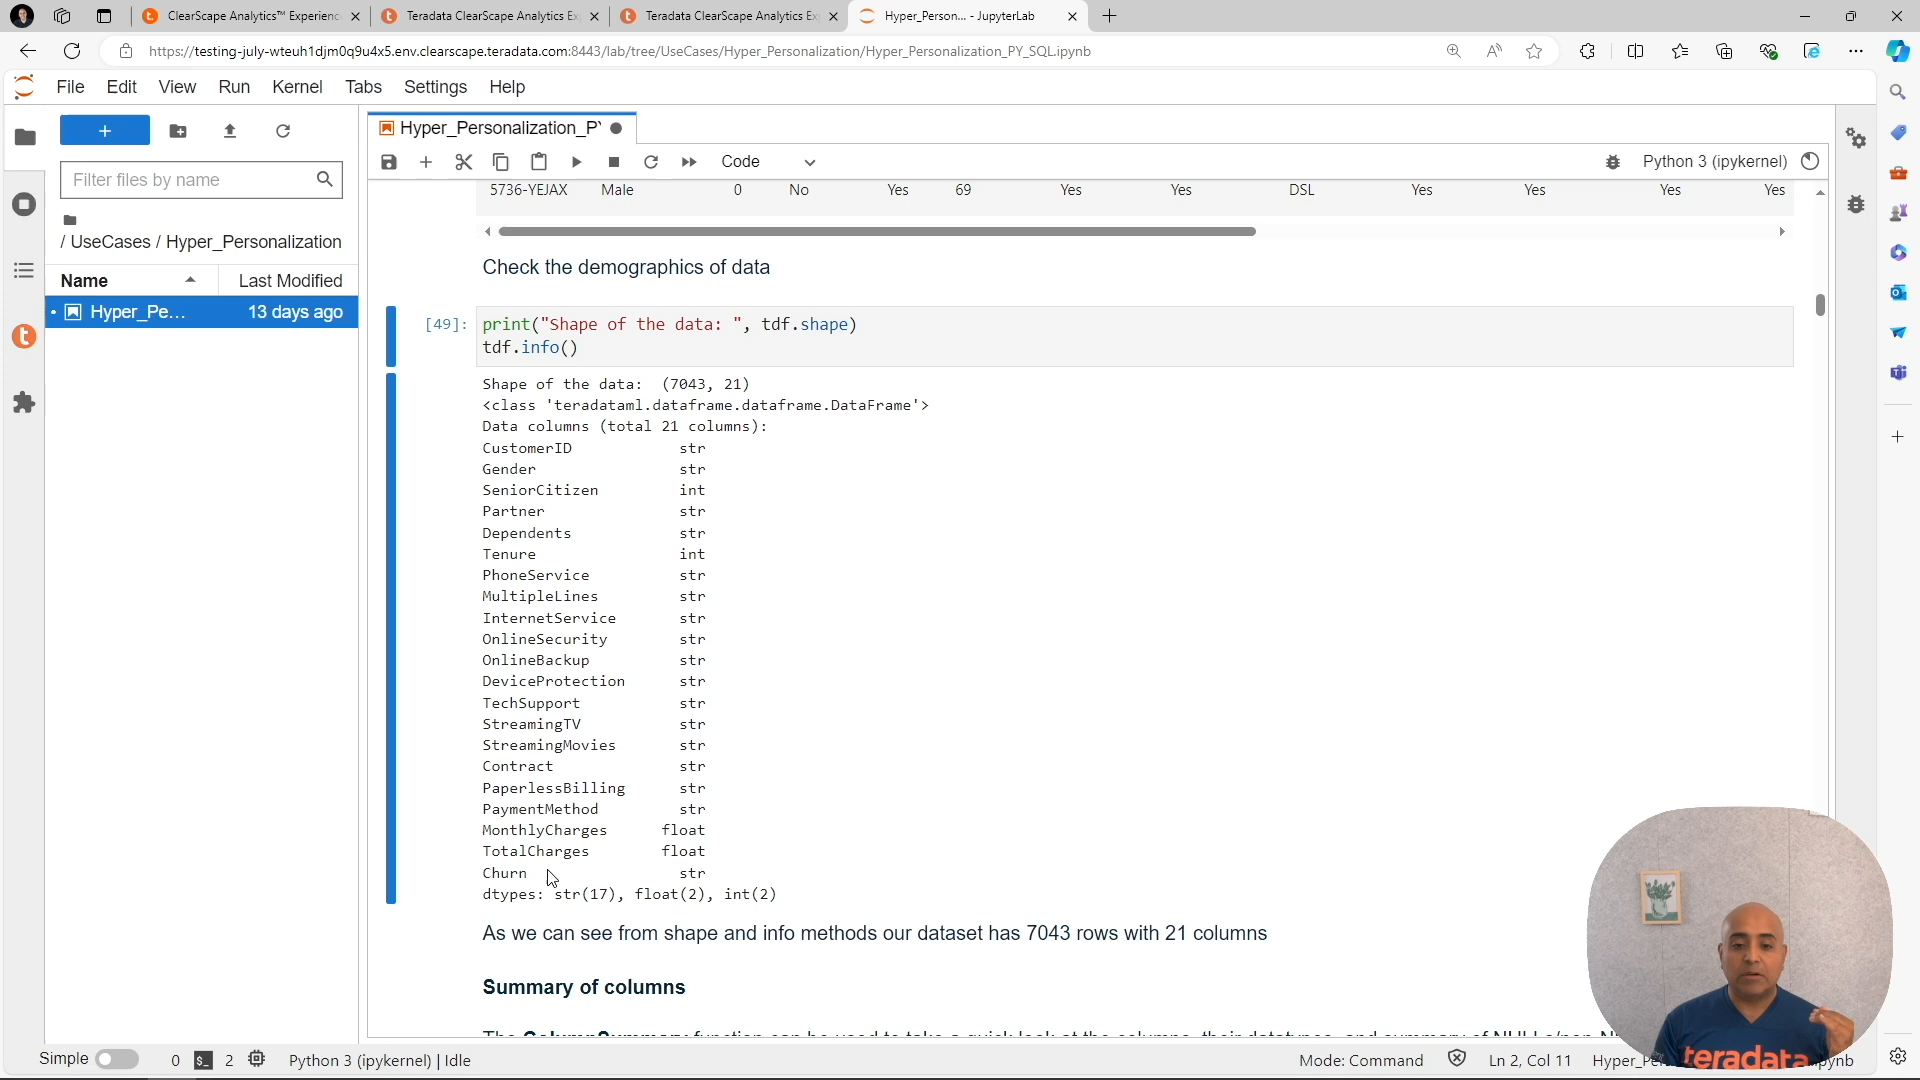 ClearScape Analytics™ Experienc
Teradata ClearScape Analytics Ex
Teradata ClearScape Analytics Ex
Hyper_Person... - JupyterLab
https://testing-july-wteuh1djm0q9u4x5.env.clearscape.teradata.com:8443/lab/tree/UseCases/Hyper_Personalization/Hyper_Personalization_PY_SQL.ipynb
File Edit View Run Kernel Tabs Settings Help
Filter files by name
/ UseCases / Hyper_Personalization
Name Last Modified
Hyper_Pe... 13 days ago
Hyper_Personalization_P
Code
Python 3 (ipykernel)
5736-YEJAX Male 0 No Yes 69 Yes Yes DSL Yes Yes Yes Yes
Check the demographics of data
[49]: print("Shape of the data: ", tdf.shape)
tdf.info()
Shape of the data: (7043, 21)
<class 'teradataml.dataframe.dataframe.DataFrame'>
Data columns (total 21 columns):
CustomerID str
Gender str
SeniorCitizen int
Partner str
Dependents str
Tenure int
PhoneService str
MultipleLines str
InternetService str
OnlineSecurity str
OnlineBackup str
DeviceProtection str
TechSupport str
StreamingTV str
StreamingMovies str
Contract str
PaperlessBilling str
PaymentMethod str
MonthlyCharges float
TotalCharges float
Churn str
dtypes: str(17), float(2), int(2)
As we can see from shape and info methods our dataset has 7043 rows with 21 columns
Summary of columns
teradata
Simple 0 2 Python 3 (ipykernel) | Idle Mode: Command Ln 2, Col 11 Hyper_Pe ipynb